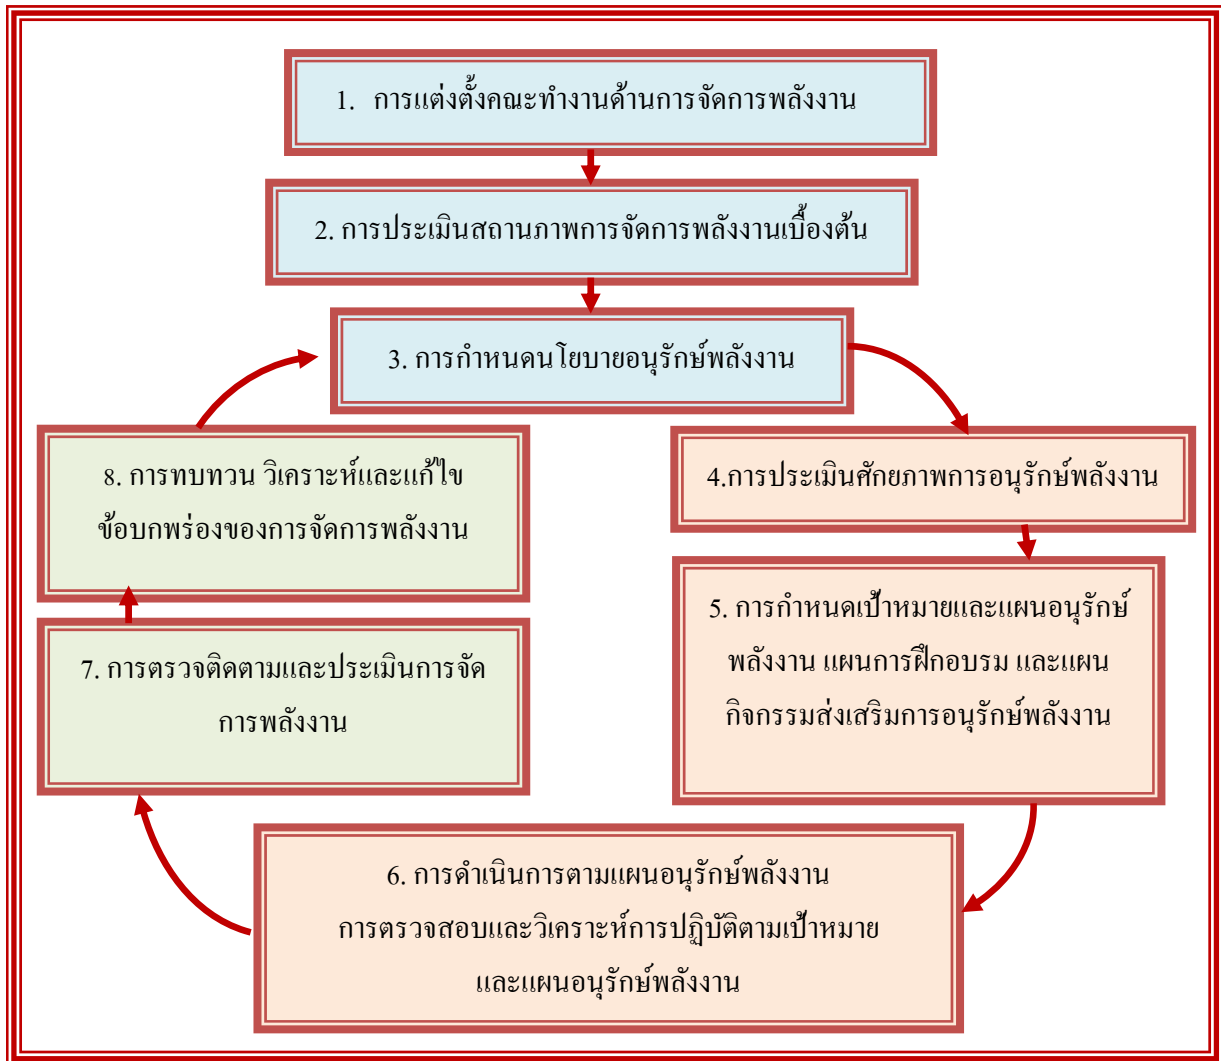 1. การแต่งตั้งคณะทำงานด้านการจัดการพลังงาน
2. การประเมินสถานภาพการจัดการพลังงานเบื้องต้น
3. การกำหนดนโยบายอนุรักษ์พลังงาน
4.การประเมินศักยภาพการอนุรักษ์พลังงาน
5. การกำหนดเป้าหมายและแผนอนุรักษ์
พลังงาน แผนการฝึกอบรม และแผน
กิจกรรมส่งเสริมการอนุรักษ์พลังงาน
6. การดำเนินการตามแผนอนุรักษ์พลังงาน
การตรวจสอบและวิเคราะห์การปฏิบัติตามเป้าหมาย
และแผนอนุรักษ์พลังงาน
7. การตรวจติดตามและประเมินการจัด
การพลังงาน
8. การทบทวน วิเคราะห์และแก้ไข
ข้อบกพร่องของการจัดการพลังงาน